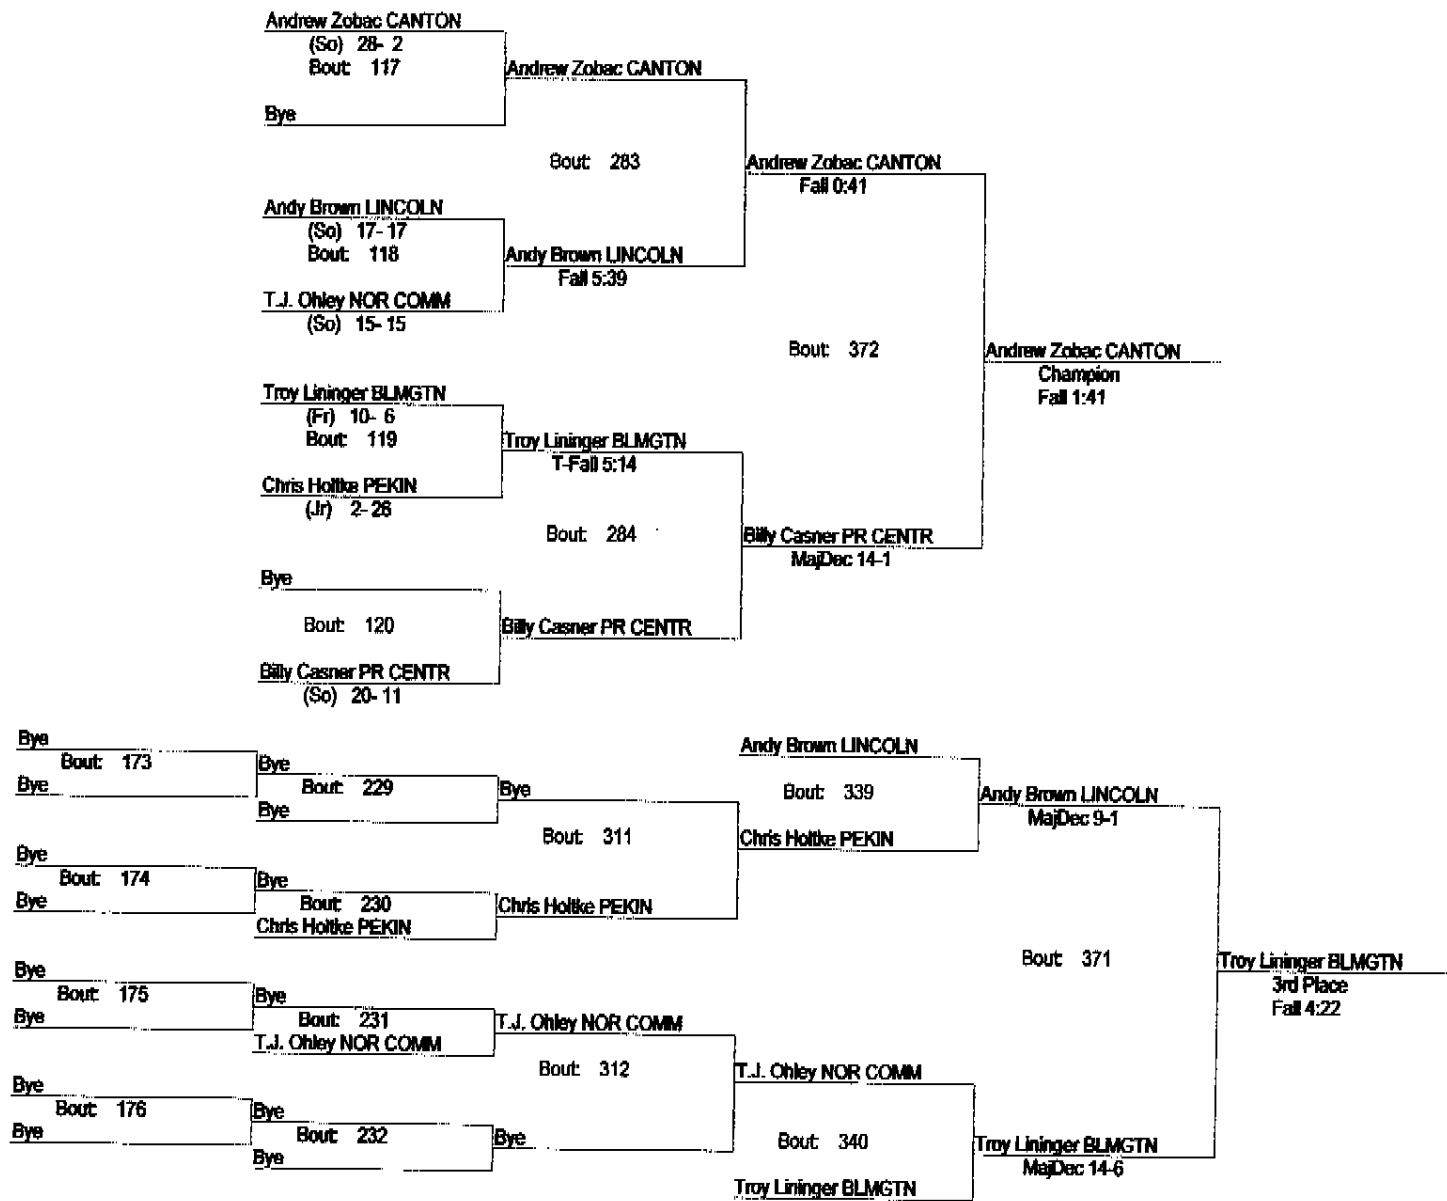 Andrew Zobac CANTON
(So) 28- 2
Bout: 117
Andrew Zobac CANTON
Bye
Bout: 283
Andrew Zobac CANTON
Fall 0:41
Andy Brown LINCOLN
(So) 17- 17
Bout: 118
Andy Brown LINCOLN
Fall 5:39
T.J. Ohley NOR COMM
(So) 15- 15
Bout: 372
Andrew Zobac CANTON
Champion
Fall 1:41
Troy Lininger BLMGTN
(Fr) 10- 6
Bout: 119
Troy Lininger BLMGTN
T-Fall 5:14
Chris Holtke PEKIN
(Jr) 2- 26
Bout: 284
Billy Casner PR CENTR
MajDec 14-1
Bye
Bout: 120
Billy Casner PR CENTR
Billy Casner PR CENTR
(So) 20- 11
Bye
Bout: 173
Bye
Bye
Bout: 229
Bye
Bye
Andy Brown LINCOLN
Bout: 339
Andy Brown LINCOLN
MajDec 9-1
Bout: 311
Chris Holtke PEKIN
Bye
Bout: 174
Bye
Bye
Bout: 230
Chris Holtke PEKIN
Chris Holtke PEKIN
Bout: 371
Troy Lininger BLMGTN
3rd Place
Fall 4:22
Bye
Bout: 175
Bye
Bye
Bout: 231
T.J. Ohley NOR COMM
T.J. Ohley NOR COMM
Bout: 312
T.J. Ohley NOR COMM
Bye
Bout: 176
Bye
Bye
Bout: 232
Bye
Bye
Bout: 340
Troy Lininger BLMGTN
MajDec 14-6
Troy Lininger BLMGTN